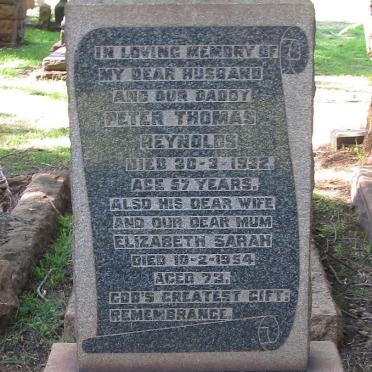 IN LOVING MEMORY OF
MY DEAR HUSBAND
AND OUR DADDY
PETER THOMAS
REYNOLDS
DIED 30-3-1932
AGE 57 YEARS.
ALSO HIS DEAR WIFE
AND OUR DEAR MUM
ELIZABETH SARAH
DIED 10-2-1954
AGED 73.
GOD'S GREATEST GIFT,
REMEMBRANCE.